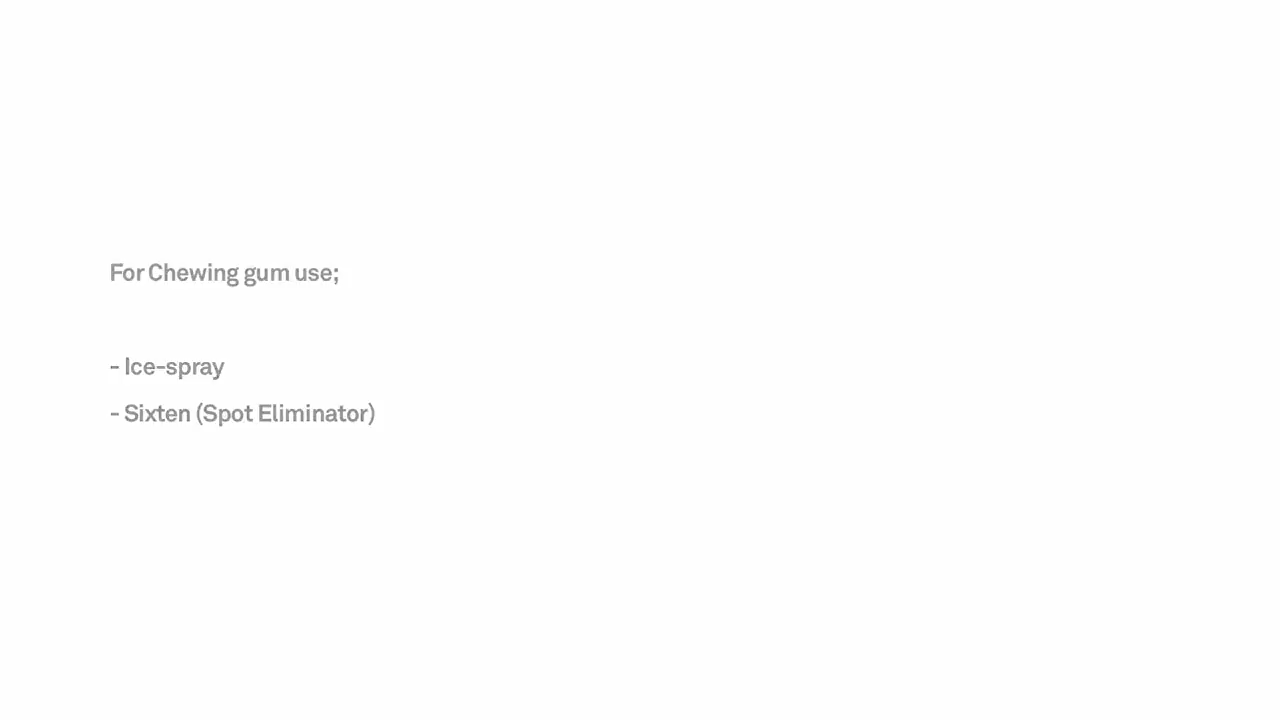 For Chewing gum use;
- Ice-spray
- Sixten (Spot Eliminator)